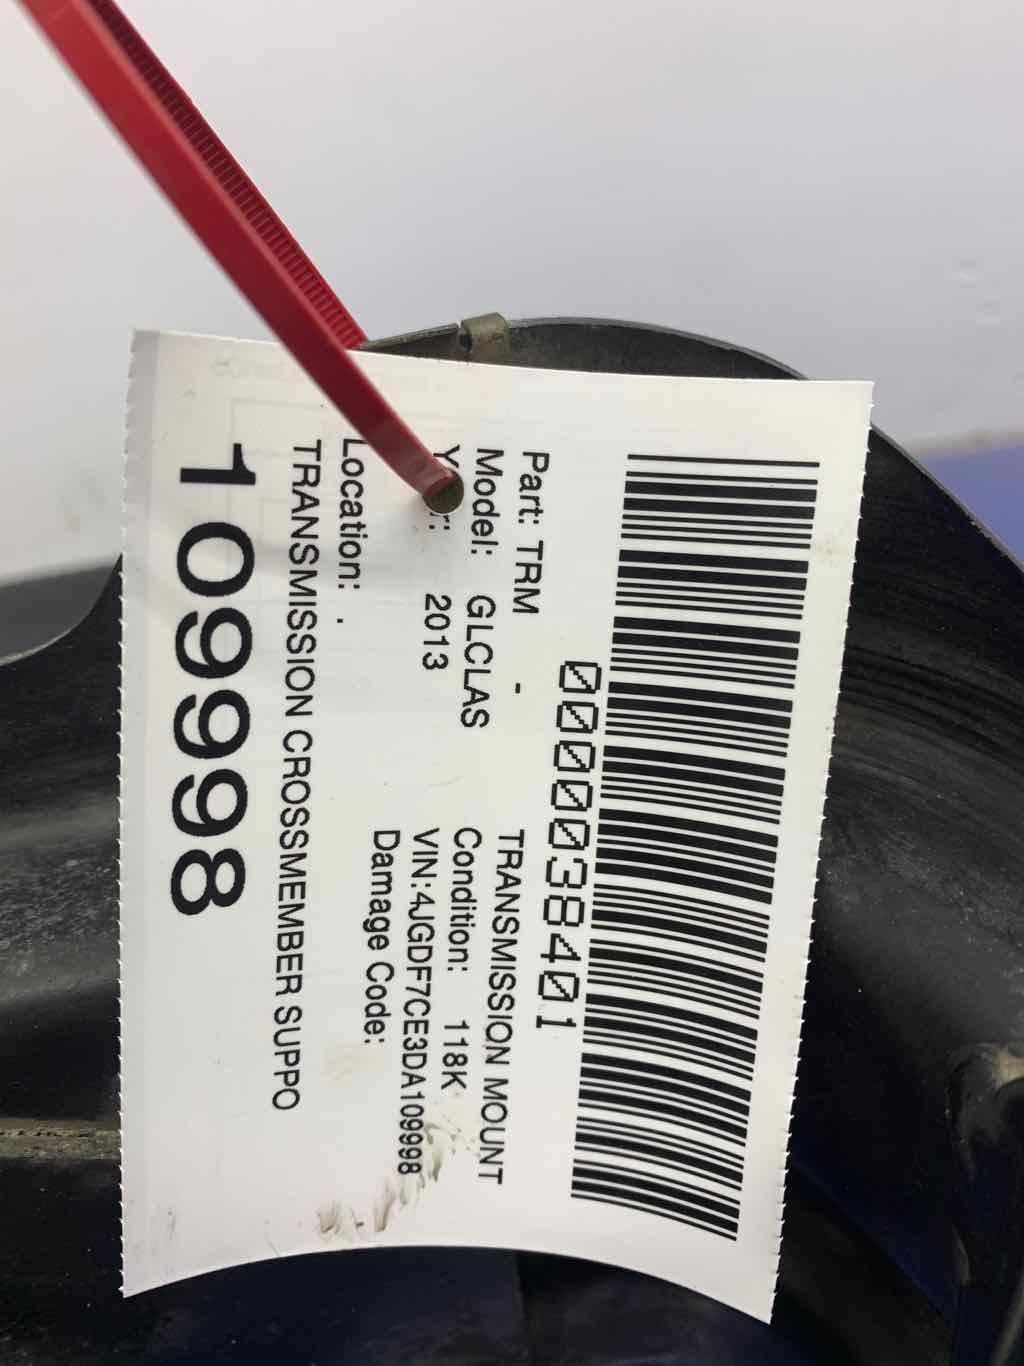 0000038401
Part: TRM - TRANSMISSION MOUNT
Model: GLCLAS Condition: 118K
2013 VIN:4JGDF7CE3DA109998
Damage Code:
Location: .
TRANSMISSION CROSSMEMBER SUPPO
109998